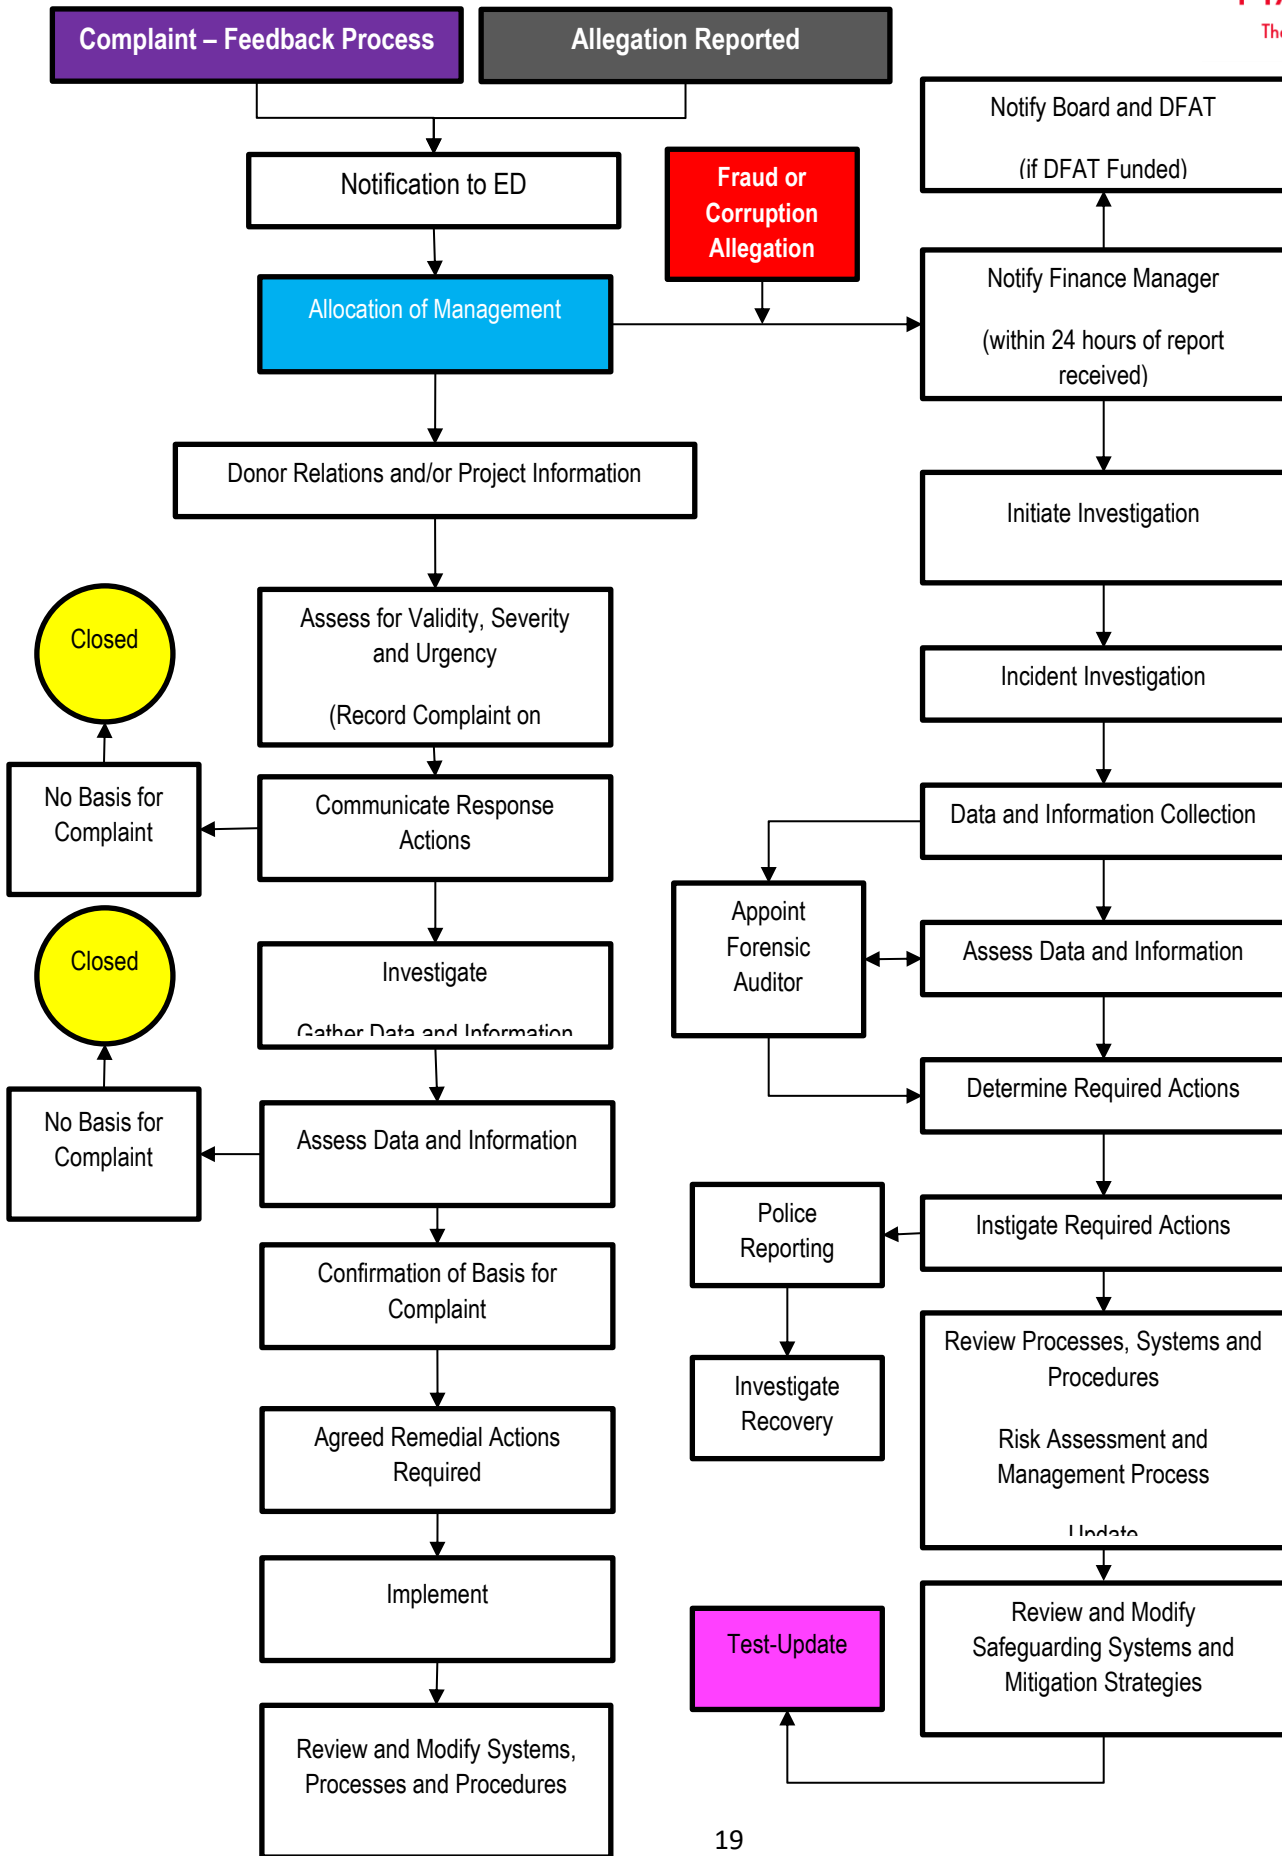 Complaint – Feedback Process
Allegation Reported
The
Notification to ED
Fraud or
Corruption
Allegation
Notify Board and DFAT
(if DFAT Funded)
Allocation of Management
Notify Finance Manager
(within 24 hours of report
received)
Donor Relations and/or Project Information
Initiate Investigation
Closed
Assess for Validity, Severity
and Urgency
(Record Complaint on
Incident Investigation
No Basis for
Complaint
Communicate Response
Actions
Data and Information Collection
Closed
Investigate
Gather Data and Information
Appoint
Forensic
Auditor
Assess Data and Information
No Basis for
Complaint
Assess Data and Information
Determine Required Actions
Police
Reporting
Instigate Required Actions
Confirmation of Basis for
Complaint
Investigate
Recovery
Review Processes, Systems and
Procedures
Risk Assessment and
Management Process
Update
Agreed Remedial Actions
Required
Implement
Test-Update
Review and Modify
Safeguarding Systems and
Mitigation Strategies
Review and Modify Systems,
Processes and Procedures
19